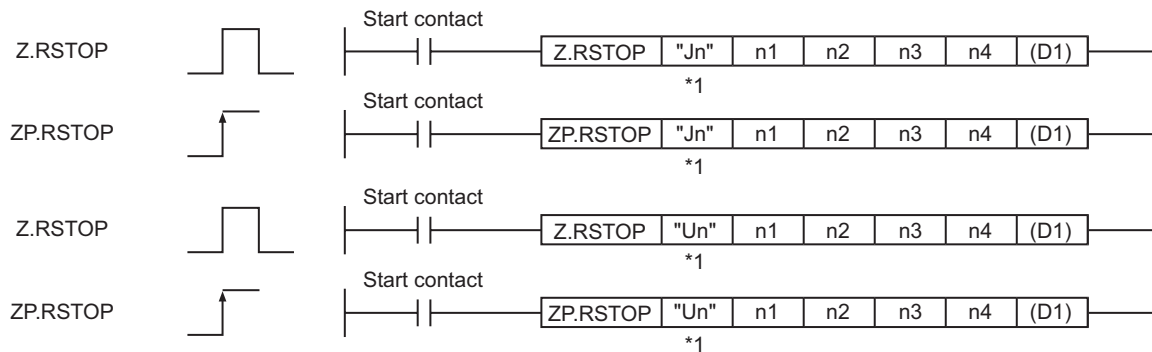 Start contact
Z.RSTOP Z.RSTOP "Jn" n1 n2 n3 n4 (D1)
*1
Start contact
ZP.RSTOP ZP.RSTOP "Jn" n1 n2 n3 n4 (D1)
*1
Start contact
Z.RSTOP Z.RSTOP "Un" n1 n2 n3 n4 (D1)
*1
Start contact
ZP.RSTOP ZP.RSTOP "Un" n1 n2 n3 n4 (D1)
*1